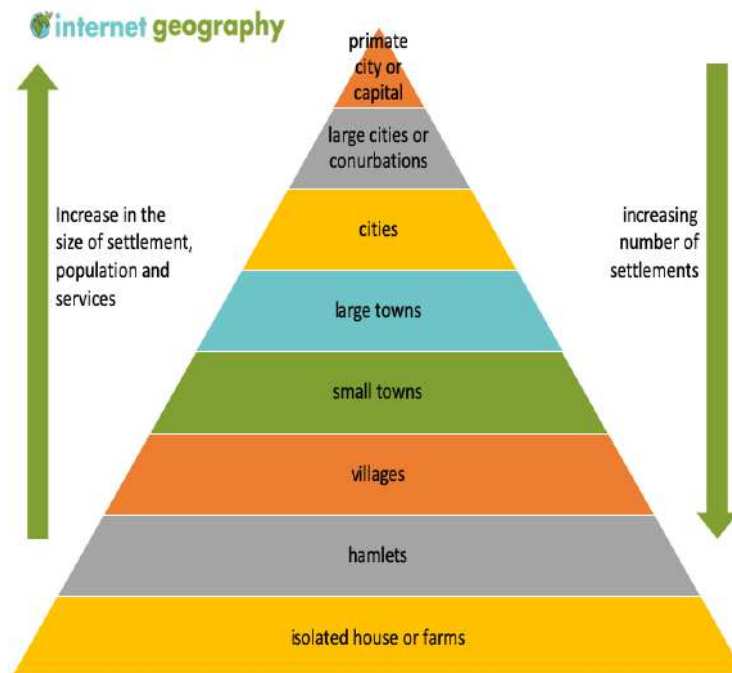 internet geography
primate
city or
capital
large cities or
conurbations
Increase in the
size of settlement,
population and
services
cities
increasing
number of
settlements
large towns
small towns
villages
hamlets
isolated house or farms